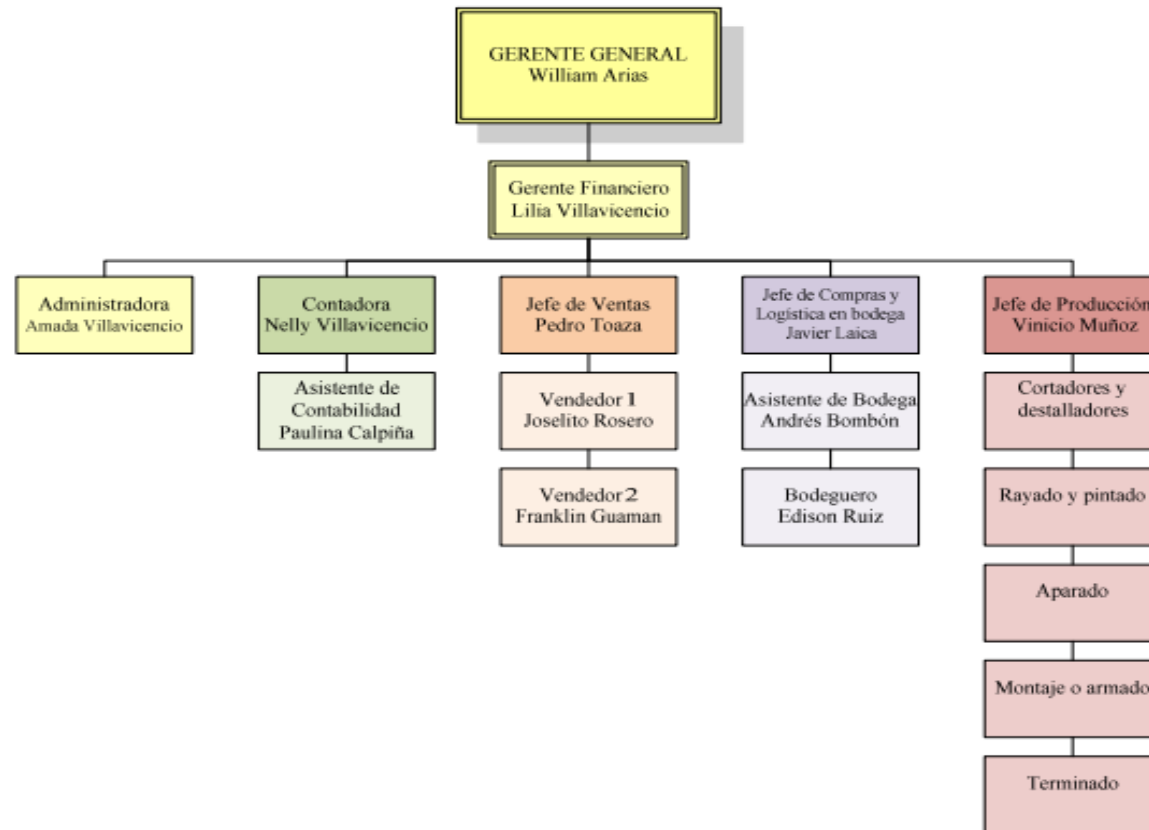 GERENTE GENERAL
William Arias
Gerente Financiero
Lilia Villavicencio
Administradora
Amada Villavicencio
Contadora
Nelly Villavicencio
Jefe de Ventas
Pedro Toaza
Jefe de Compras y
Logística en bodega
Javier Laica
Jefe de Producción
Vinicio Muñoz
Asistente de
Contabilidad
Paulina Calpiña
Vendedor 1
Joselito Rosero
Asistente de Bodega
Andrés Bombón
Cortadores y
destalladores
Vendedor 2
Franklin Guaman
Bodeguero
Edison Ruiz
Rayado y pintado
Aparado
Montaje o armado
Terminado